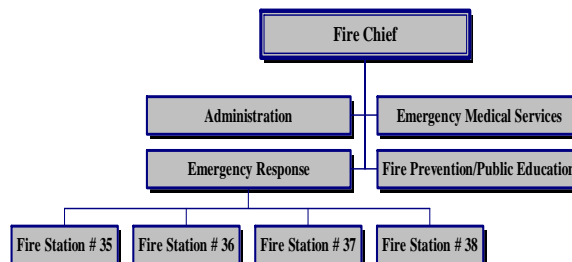 Fire Chief
Administration
Emergency Medical Services
Emergency Response
Fire Prevention/Public Education
Fire Station # 35
Fire Station # 36
Fire Station # 37
Fire Station # 38